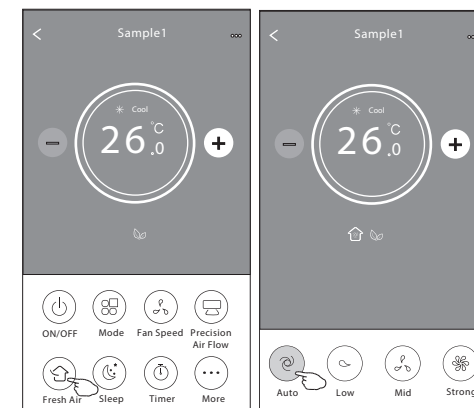 Sample1
Cool
26.0 °C
ON/OFF
Mode
Fan Speed
Precision
Air Flow
Fresh Air
Sleep
Timer
More
Sample1
Cool
26.0 °C
Auto
Low
Mid
Strong